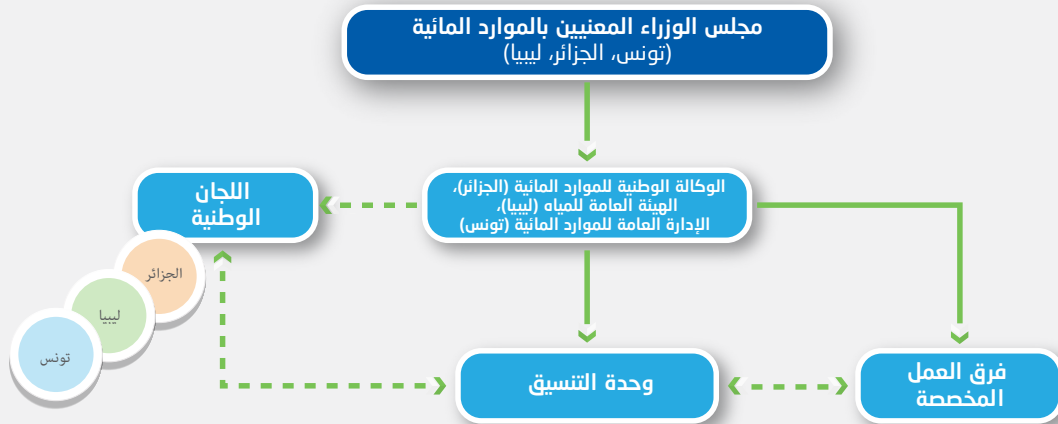 مجلس الوزراء المعنيين بالموارد المائية
(تونس، الجزائر، ليبيا)
الوكالة الوطنية للموارد المائية (الجزائر)،
الهيئة العامة للمياه (ليبيا)،
الإدارة العامة للموارد المائية (تونس)
اللجان
الوطنية
الجزائر
ليبيا
تونس
فرق العمل
المخصصة
وحدة التنسيق